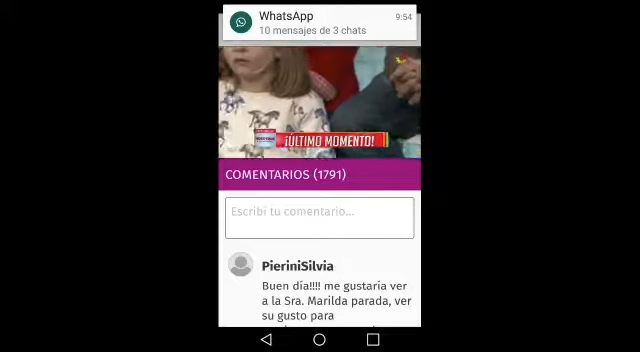 WhatsApp
9:54
10 mensajes de 3 chats
¡ÚLTIMO MOMENTO!
COMENTARIOS (1791)
Escribí tu comentario...
PieriniSilvia
Buen día!!!! me gustaría ver
a la Sra. Marilda parada, ver
su gusto para